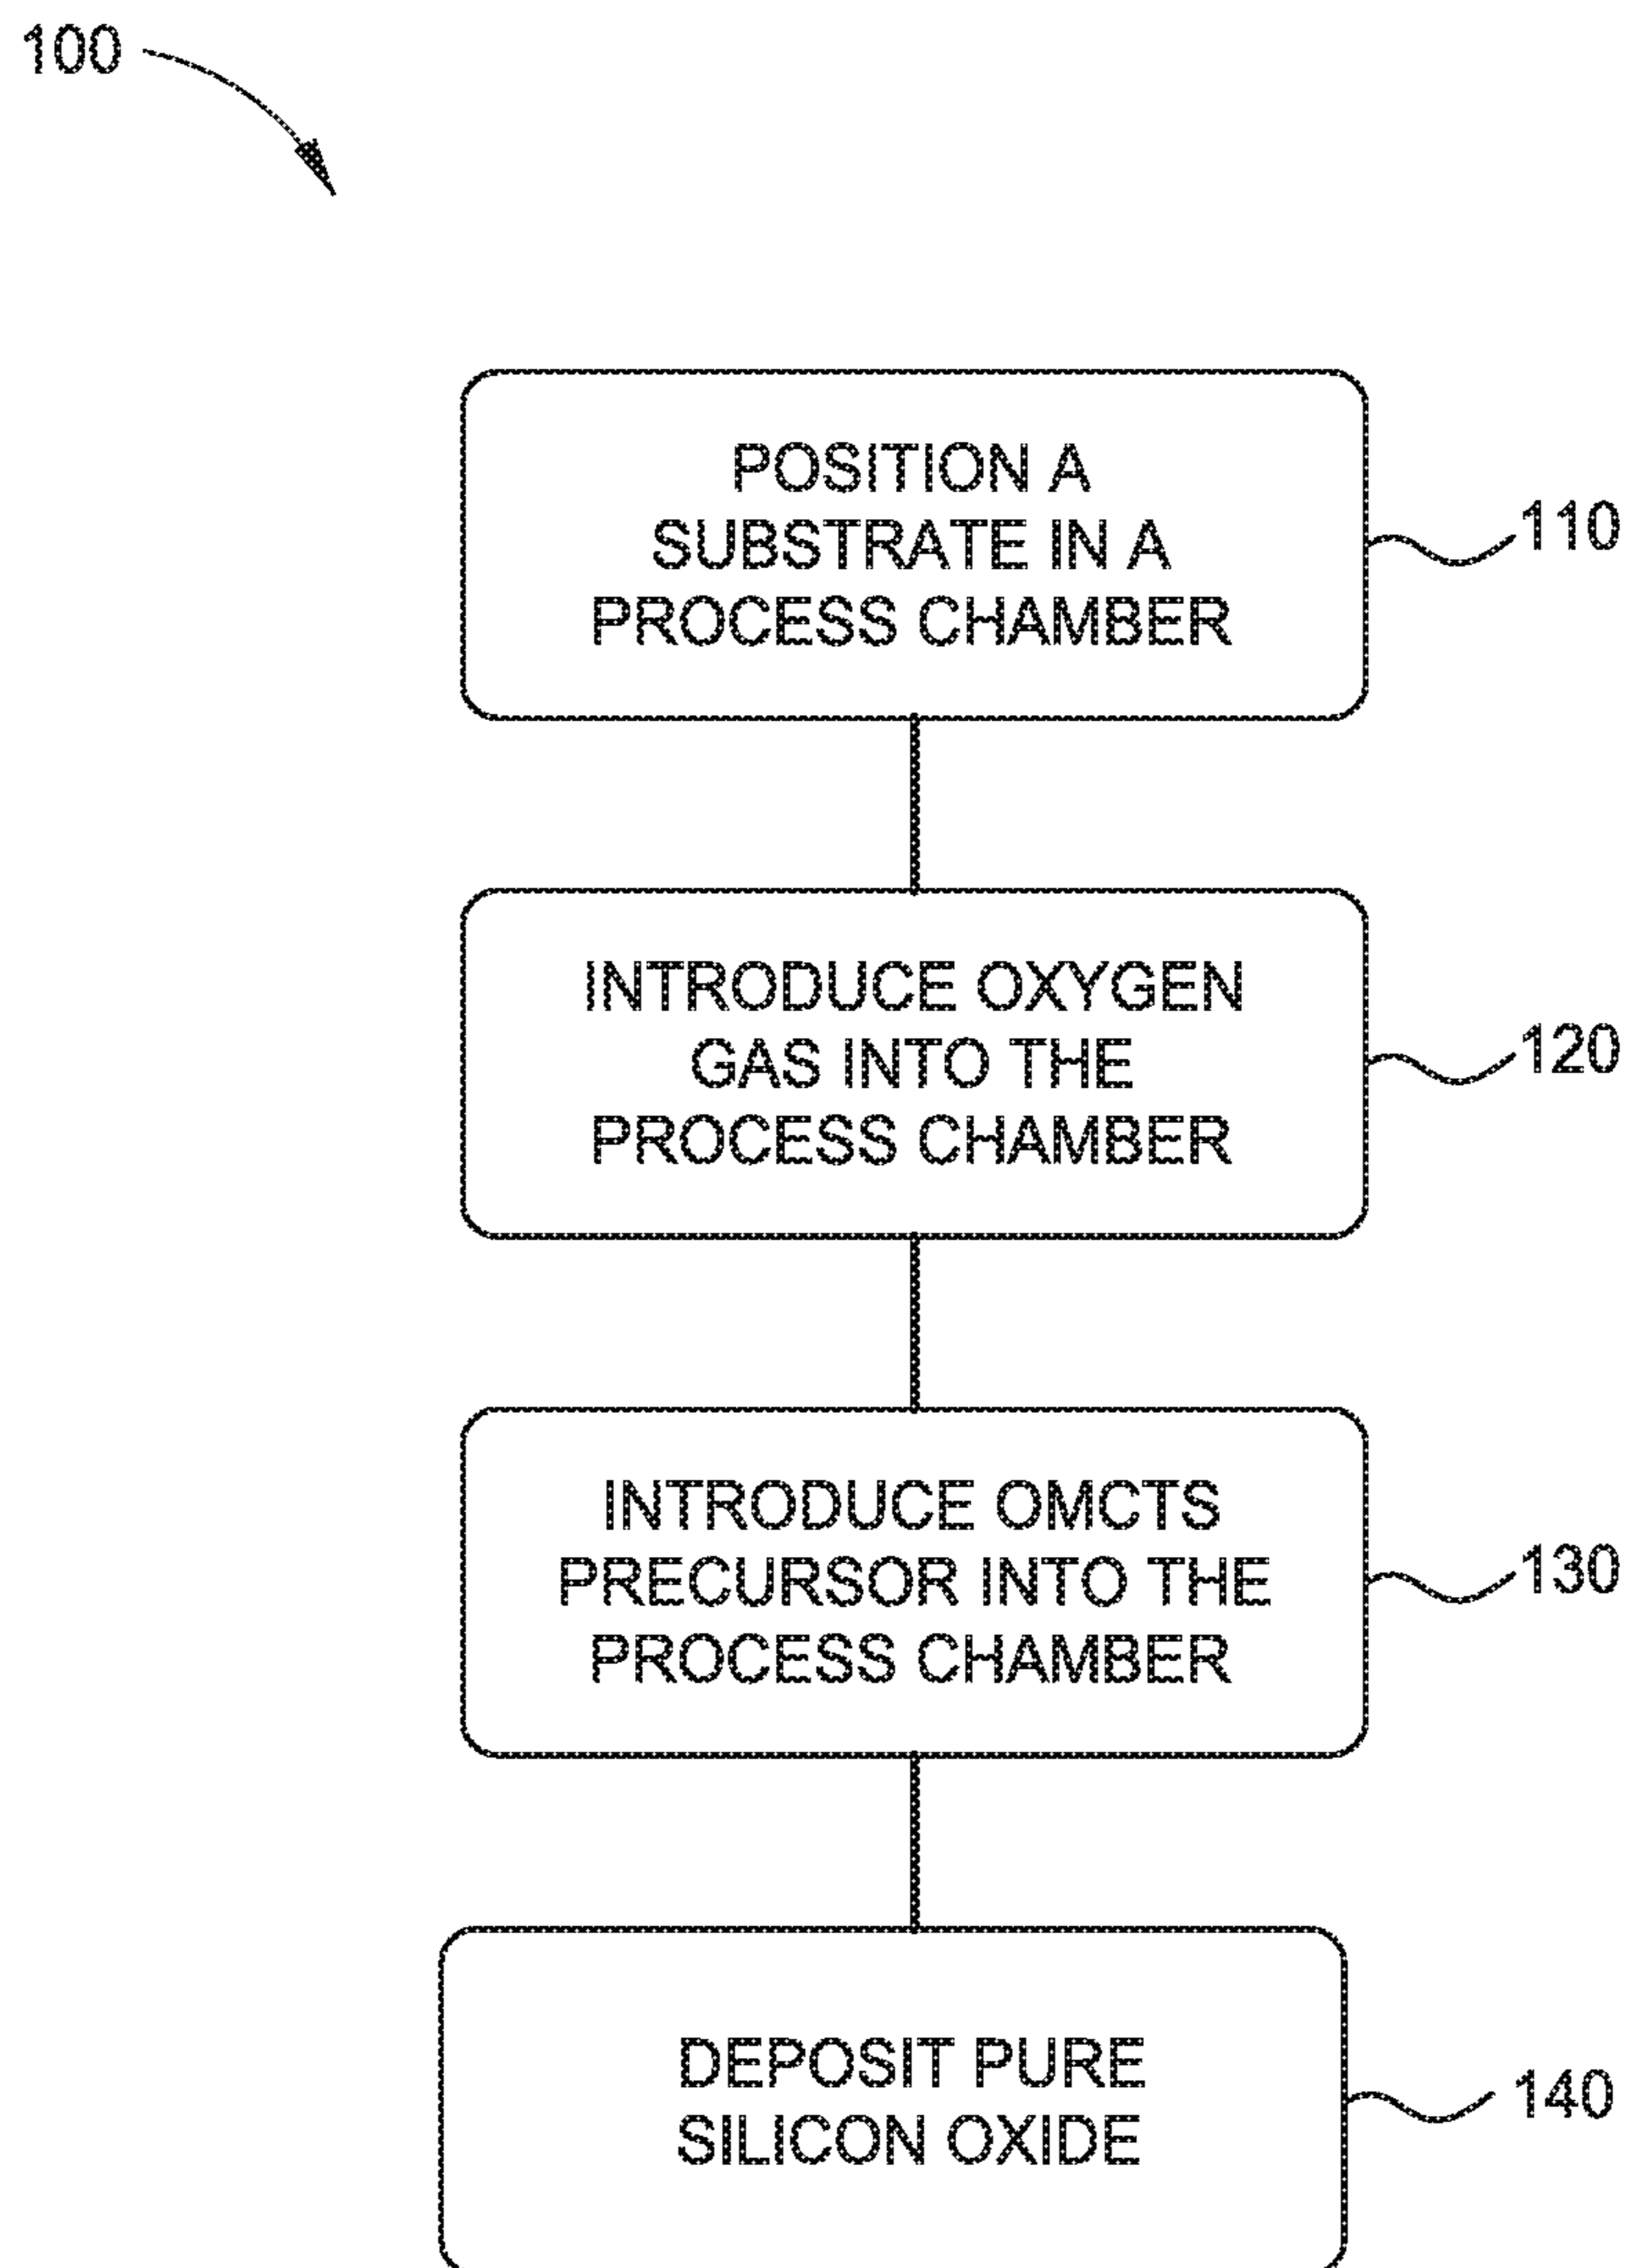 100
POSITION A
SUBSTRATE IN A
PROCESS CHAMBER
110
INTRODUCE OXYGEN
GAS INTO THE
PROCESS CHAMBER
120
INTRODUCE OMCTS
PRECURSOR INTO THE
PROCESS CHAMBER
130
DEPOSIT PURE
SILICON OXIDE
140